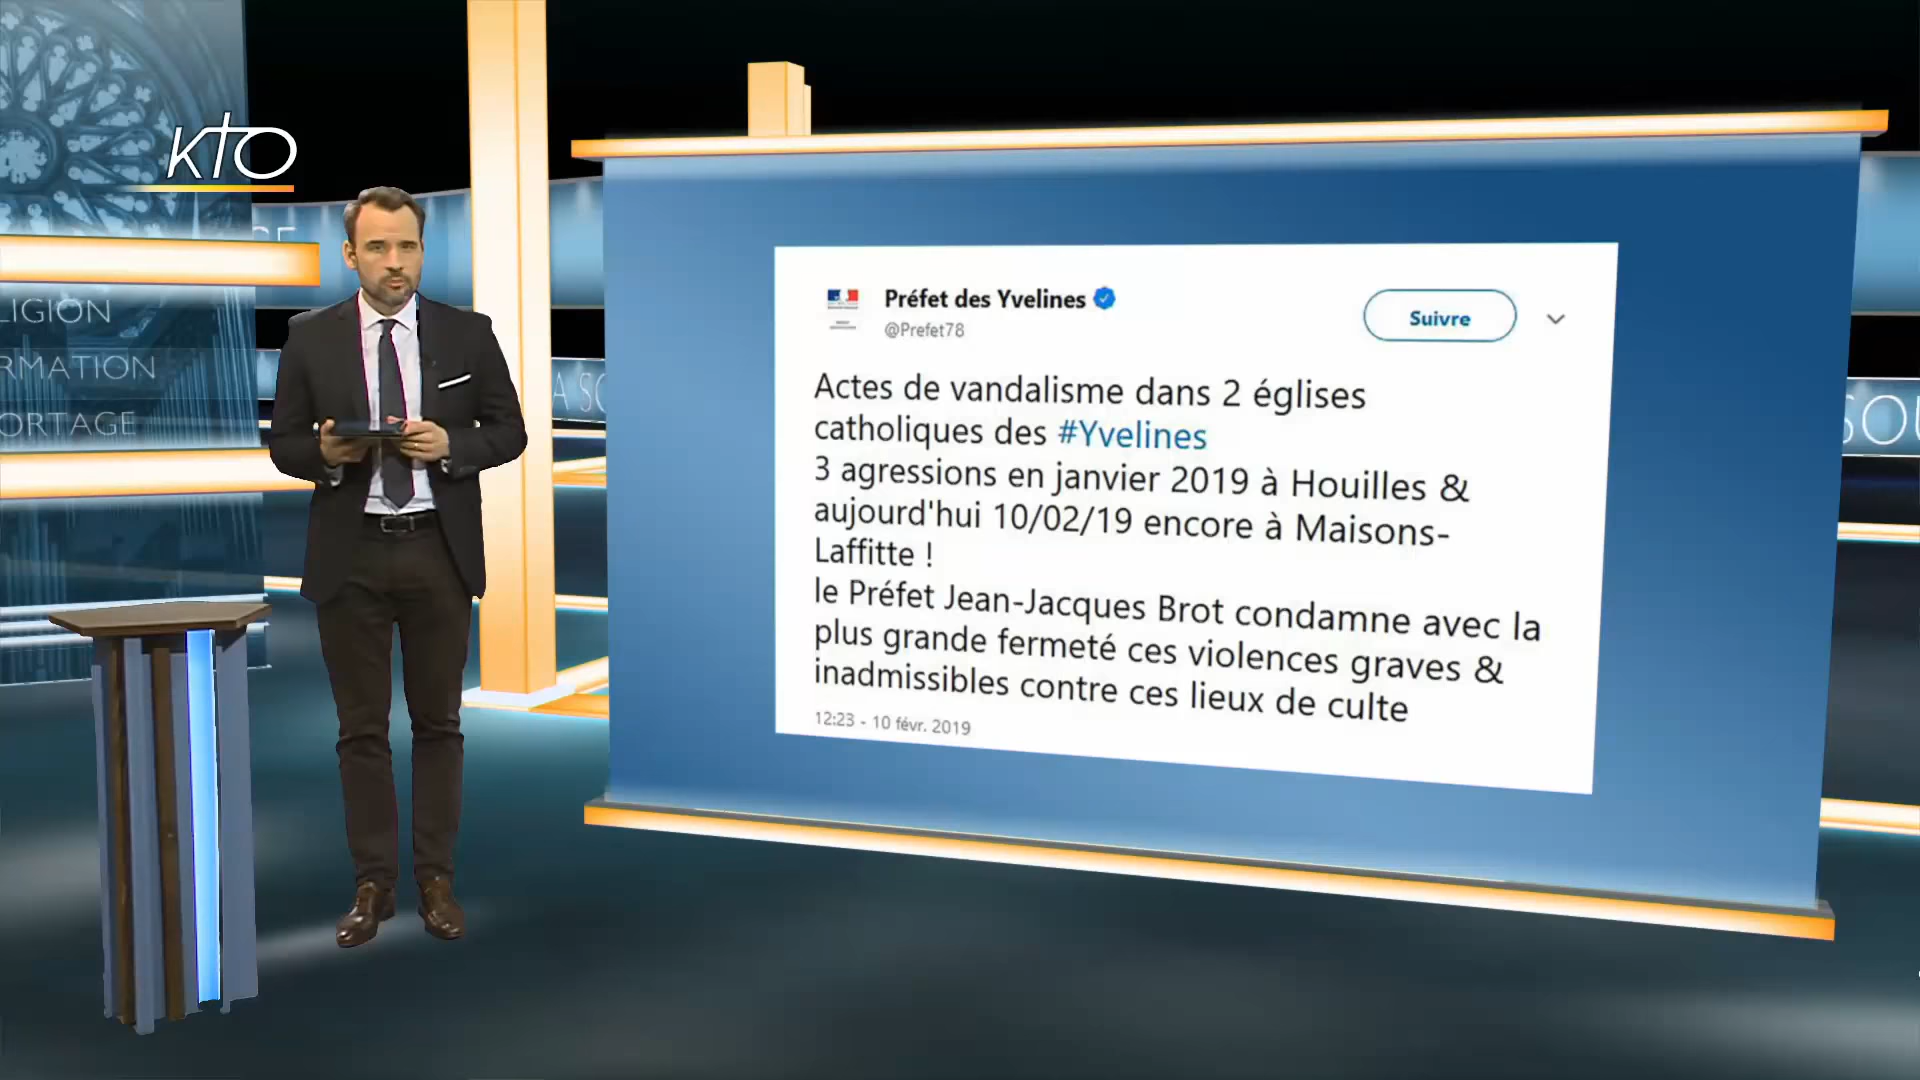 KTO
LIGION
RMATION
ORTAGE
A SO
SOU
Préfet des Yvelines
@Prefet78
Suivre
Actes de vandalisme dans 2 églises
catholiques des #Yvelines
3 agressions en janvier 2019 à Houilles &
aujourd'hui 10/02/19 encore à Maisons-
Laffitte !
le Préfet Jean-Jacques Brot condamne avec la
plus grande fermeté ces violences graves &
inadmissibles contre ces lieux de culte
12:23 - 10 févr. 2019